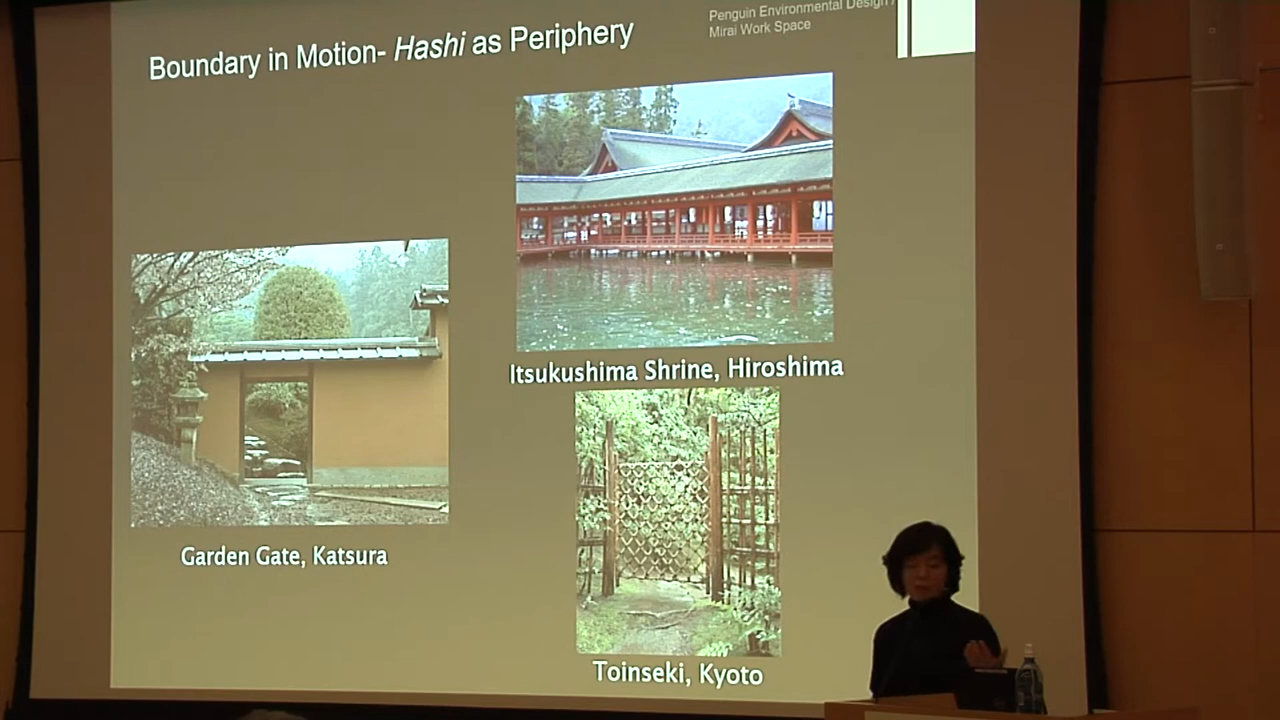 Boundary in Motion- Hashi as Periphery
Penguin Environmental Design /
Mirai Work Space
Itsukushima Shrine, Hiroshima
Garden Gate, Katsura
Toinseki, Kyoto